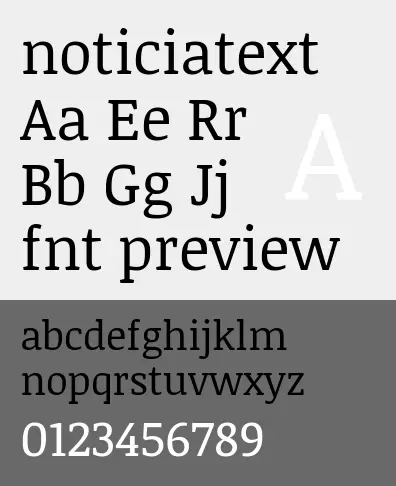 noticiatext
Aa Ee Rr
A
Bb Gg Jj
fnt preview
abcdefghijklm
nopqrstuvwxyz
0123456789